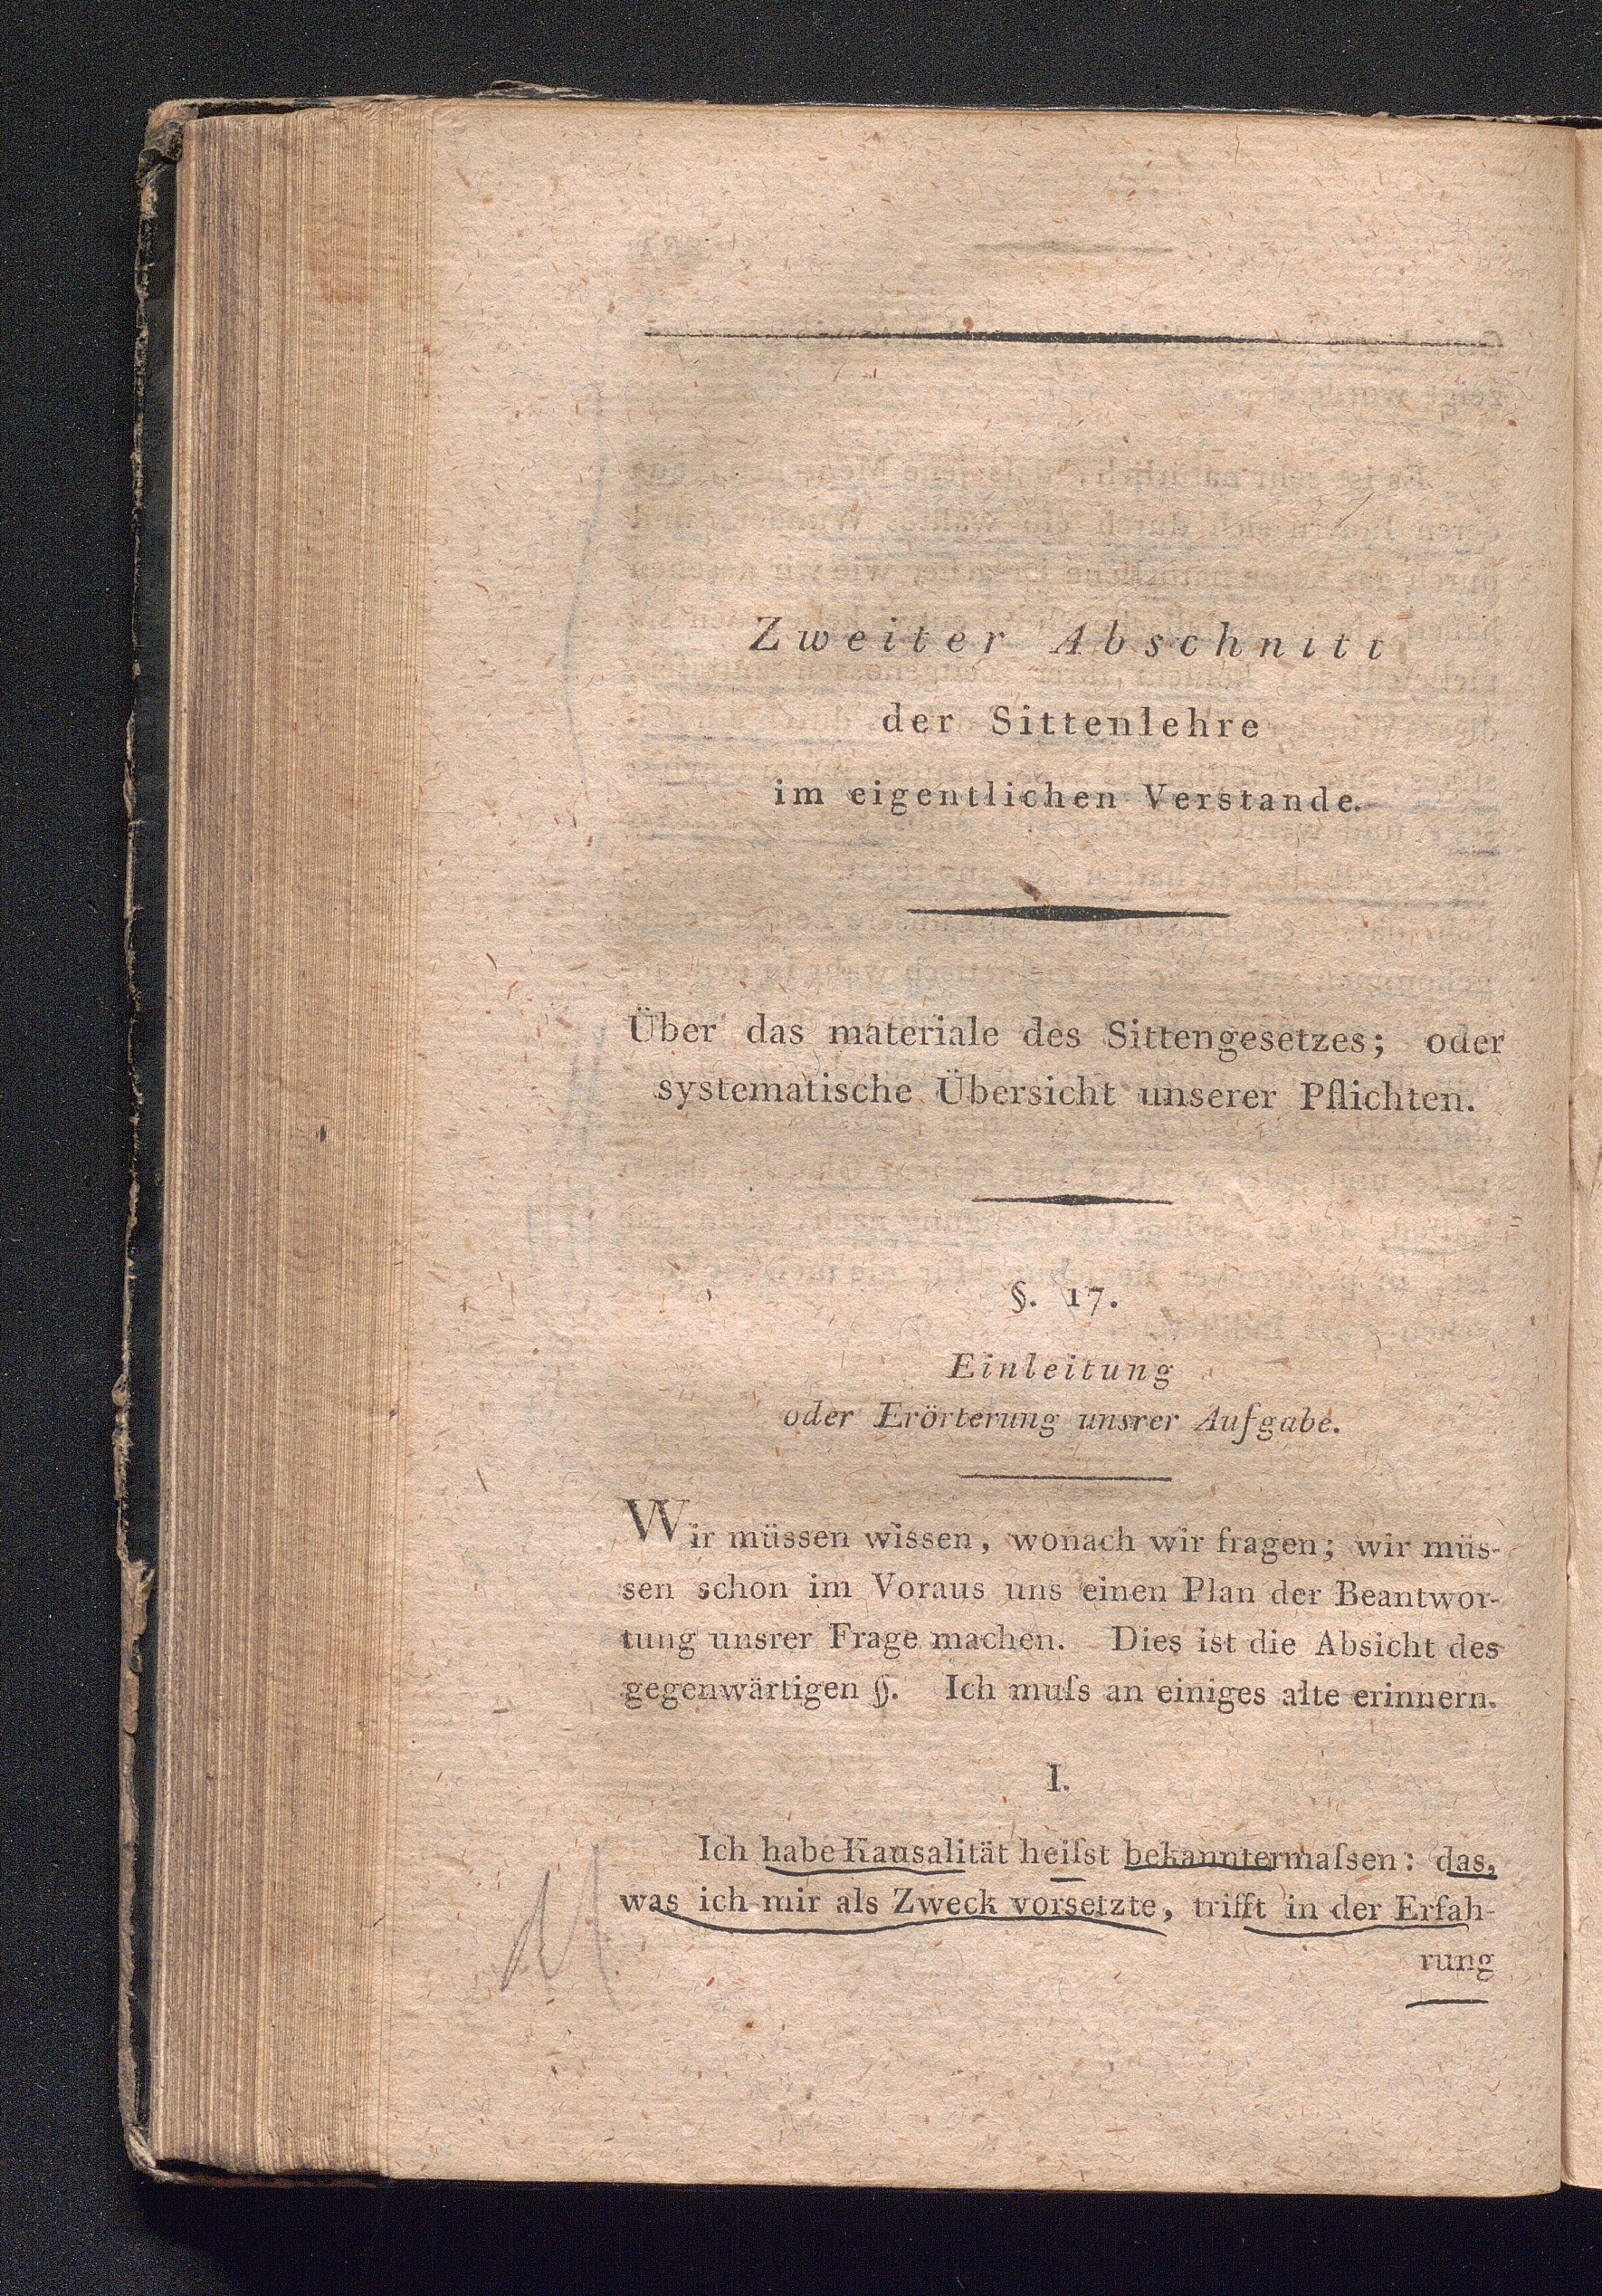 Zweiter Abschnitt
der Sittenlehre
im eigentlichen Verstande.
Über das materiale des Sittengesetzes; oder
systematische Übersicht unserer Pflichten.
§. 17.
Einleitung
oder Erörterung unsrer Aufgabe.
Wir müssen wissen, wonach wir fragen; wir müs-
sen schon im Voraus uns einen Plan der Beantwor-
tung unsrer Frage machen. Dies ist die Absicht des
gegenwärtigen §. Ich muſs an einiges alte erinnern.
I.
Ich habe Kausalität heiſst bekanntermaſsen: das,
was ich mir als Zweck vorsetzte, trifft in der Erfah-
rung